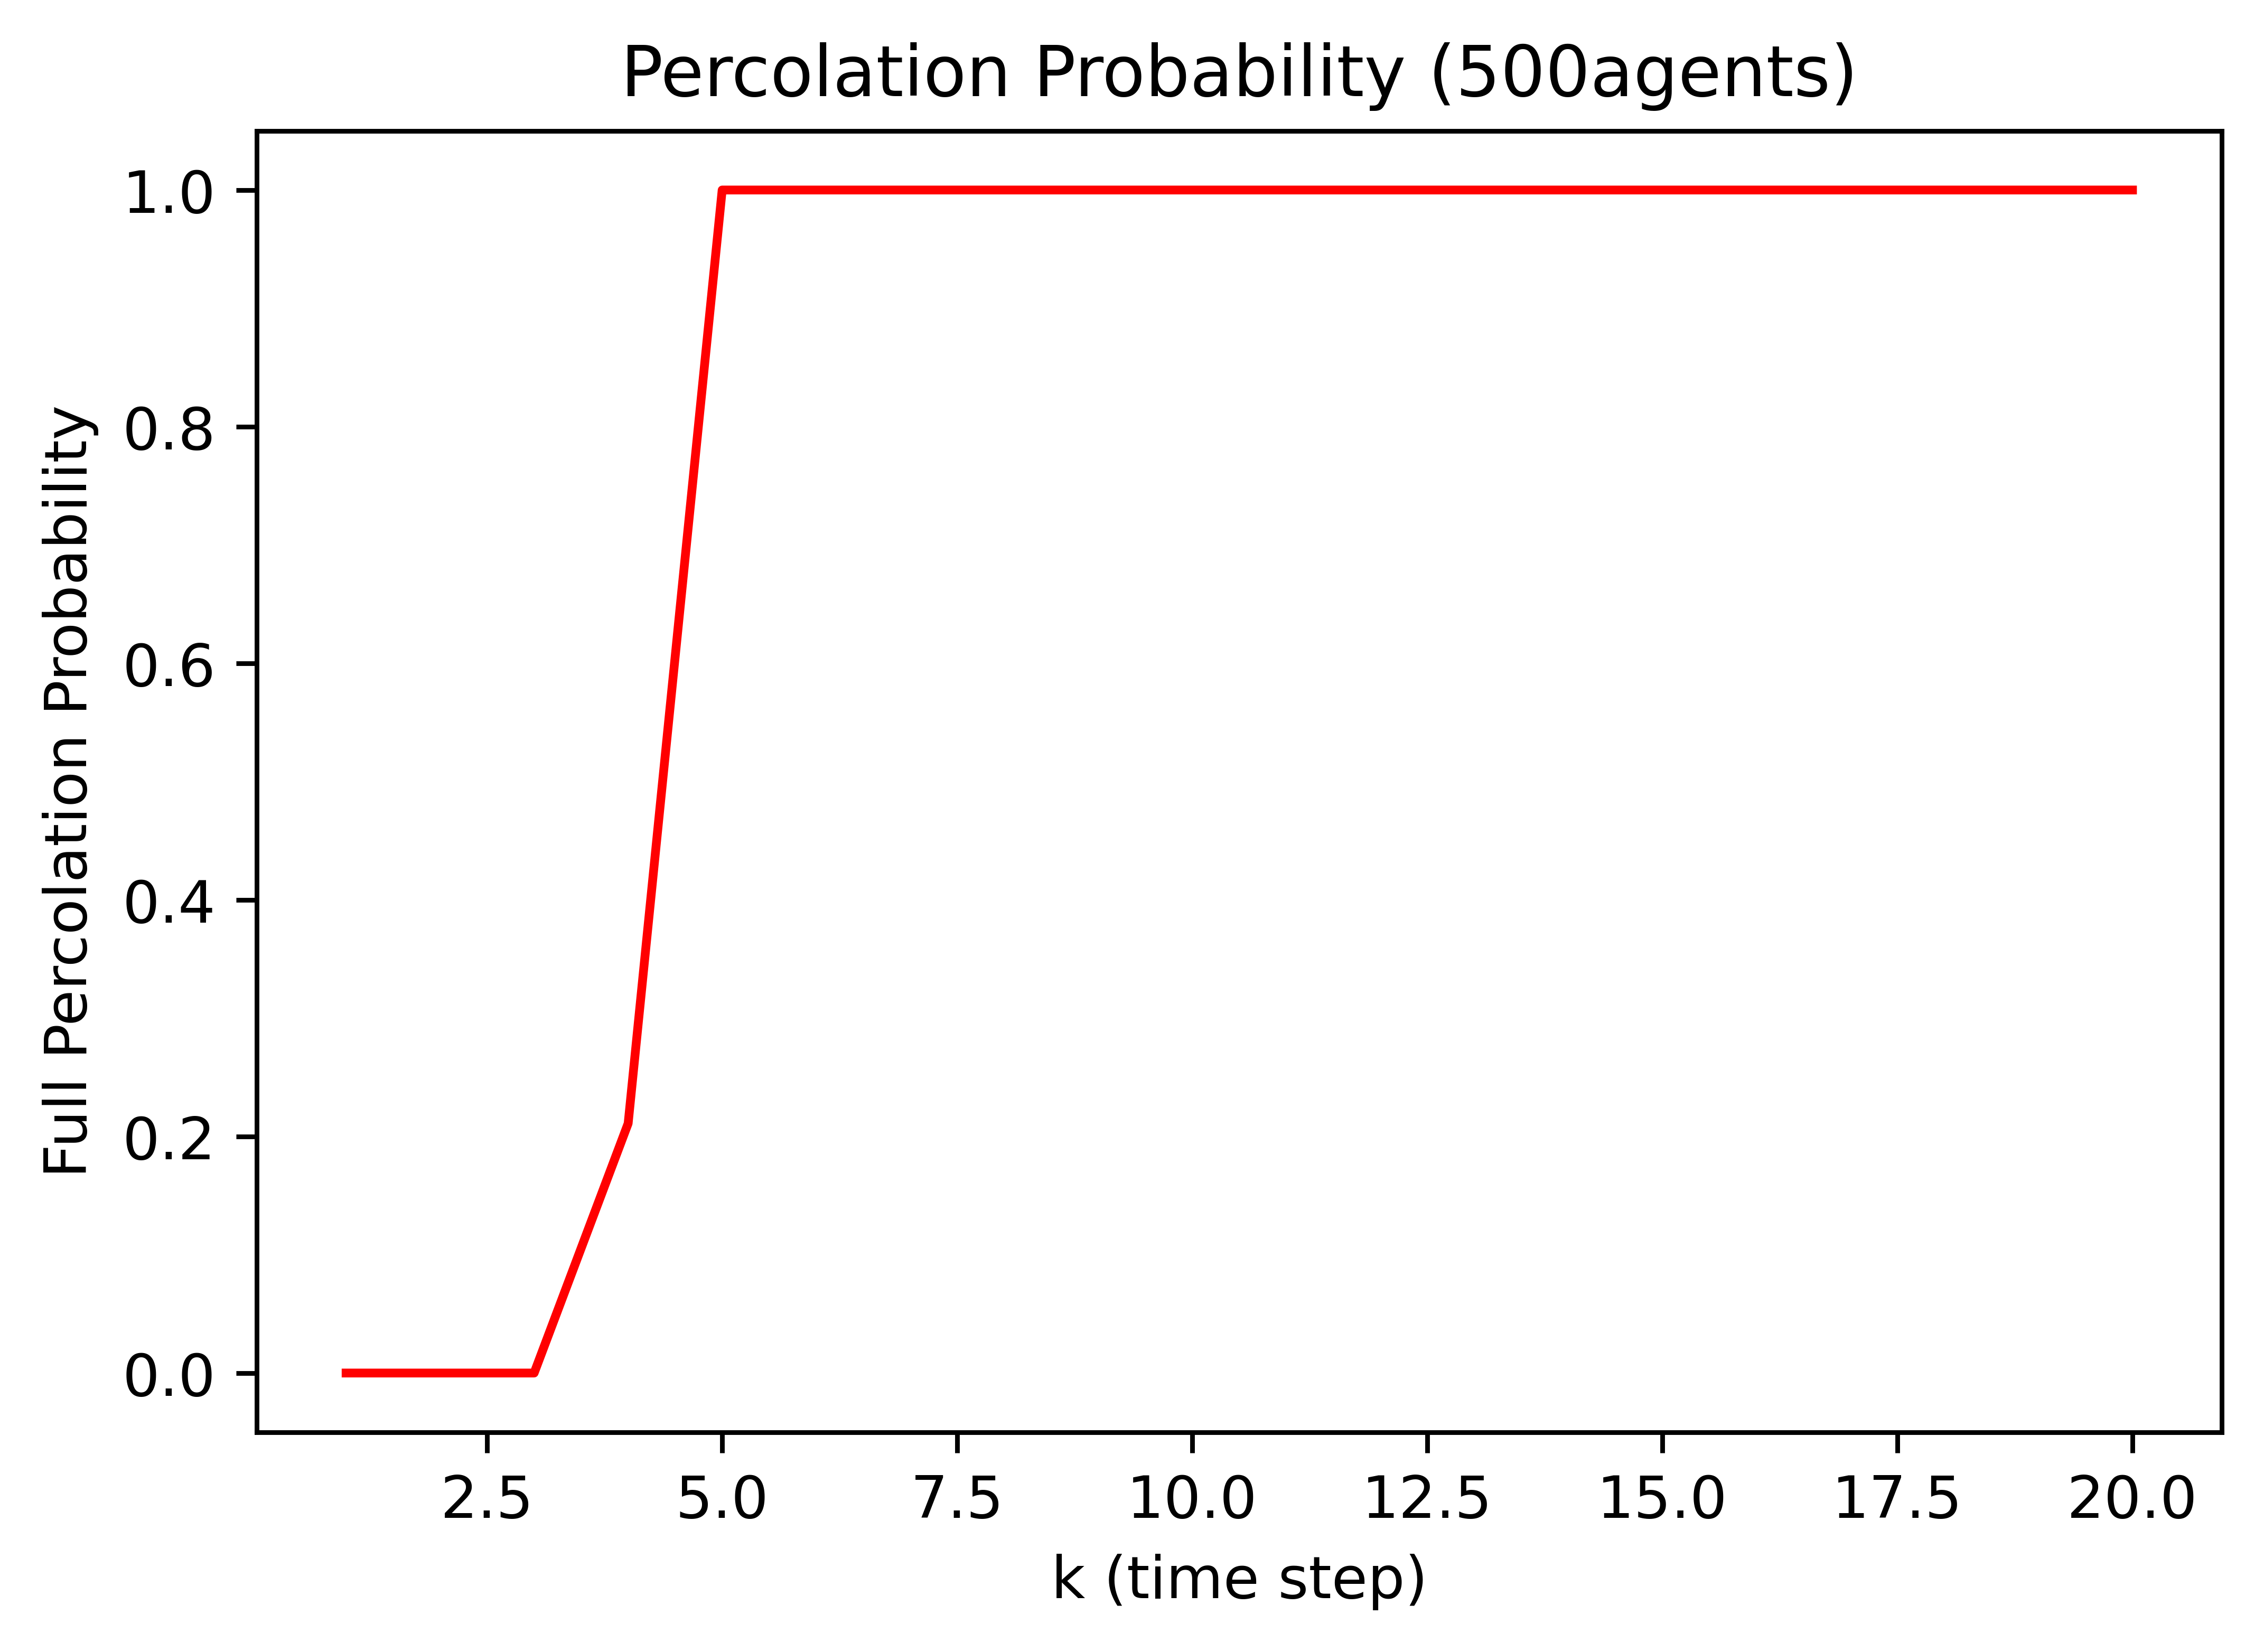 Percolation Probability (500agents)
Full Percolation Probability
1.0
0.8
0.6
0.4
0.2
0.0
2.5 5.0 7.5 10.0 12.5 15.0 17.5 20.0
k (time step)